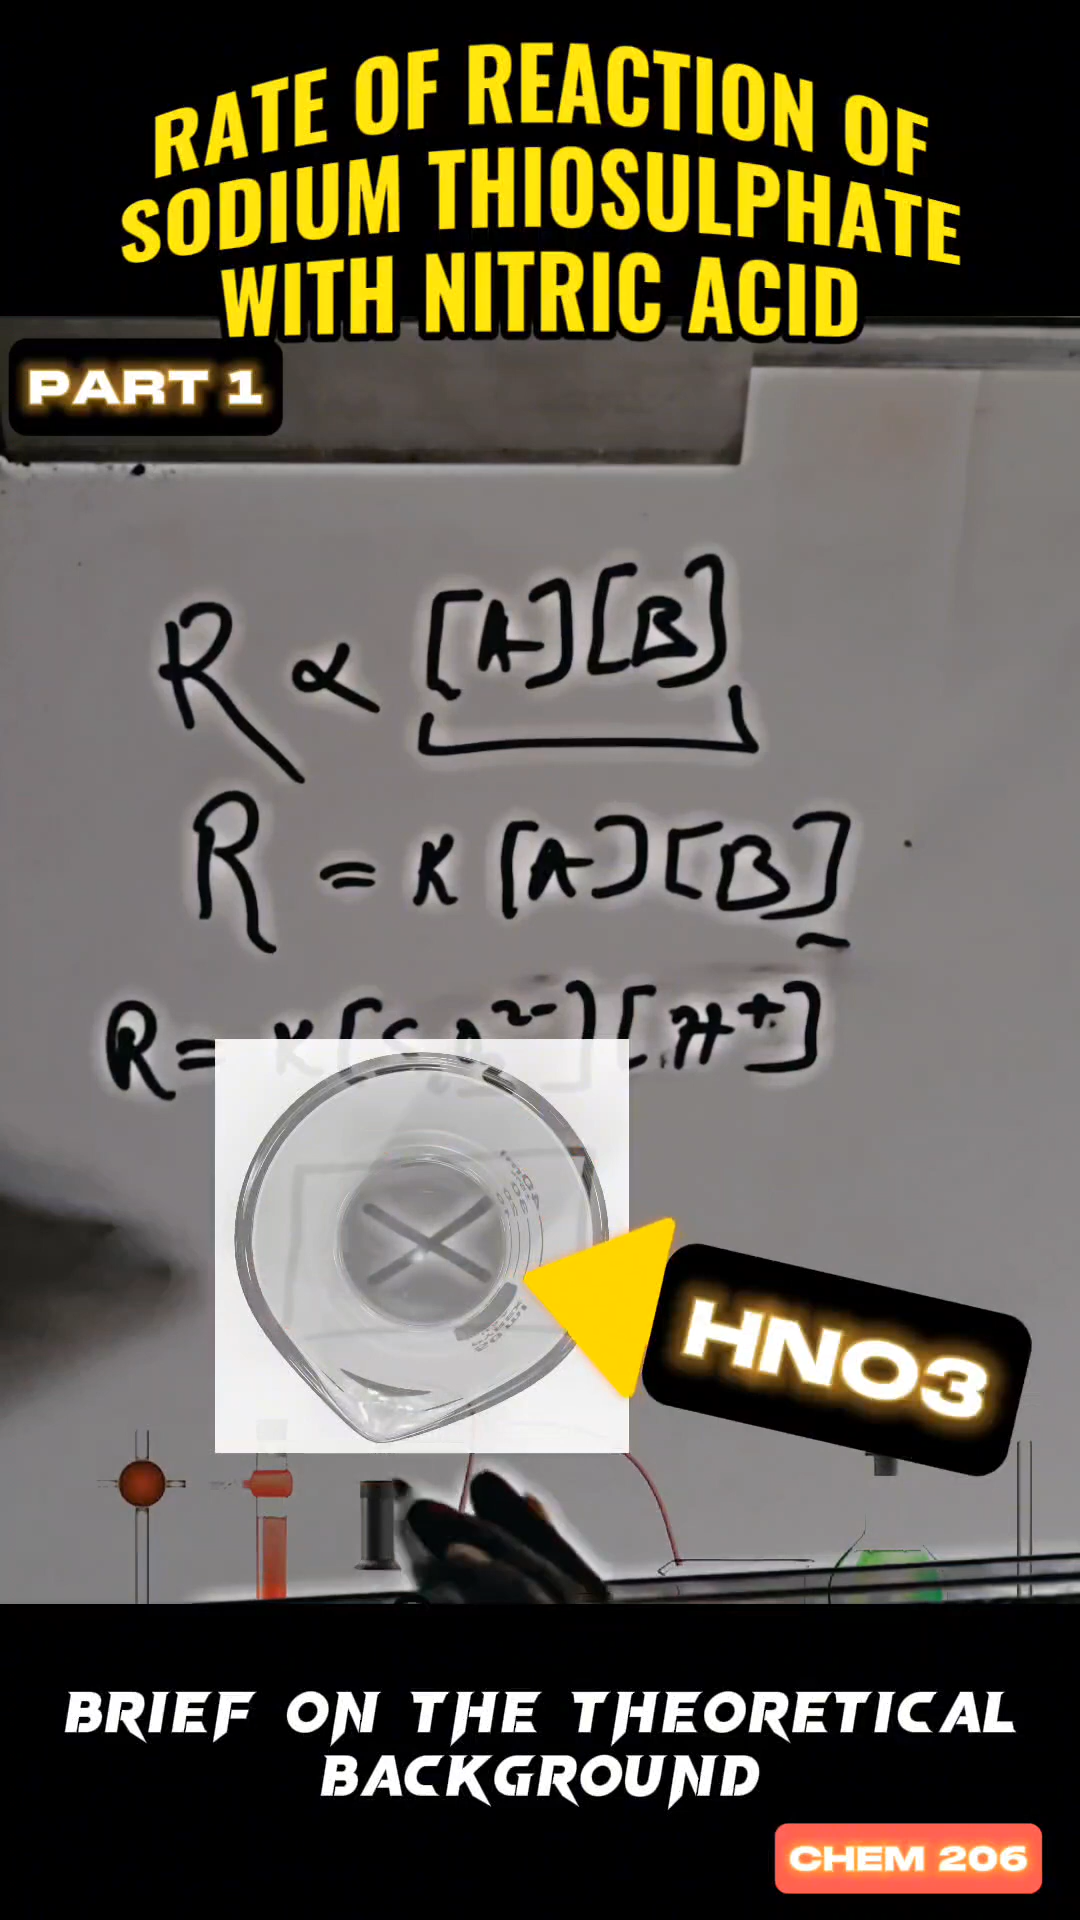 RATE OF REACTION OF
SODIUM THIOSULPHATE
WITH NITRIC ACID
PART 1
R ∝ [A][B]
R = K [A][B]
R = K [S₂O₃²⁻][H⁺]
HNO3
BRIEF ON THE THEORETICAL
BACKGROUND
CHEM 206